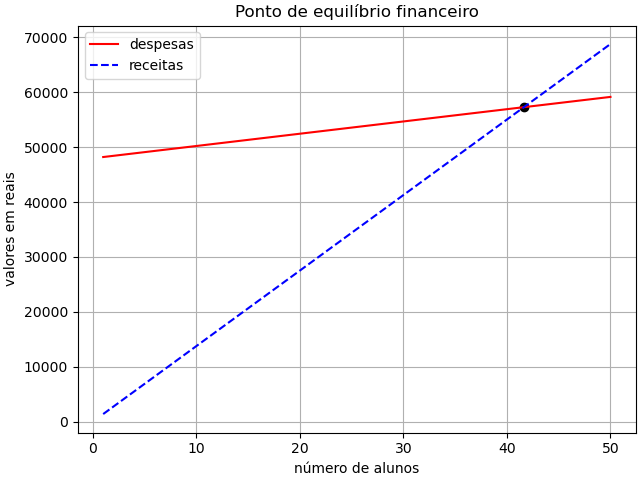 Ponto de equilíbrio financeiro
despesas
receitas
valores em reais
70000
60000
50000
40000
30000
20000
10000
0
0 10 20 30 40 50
número de alunos